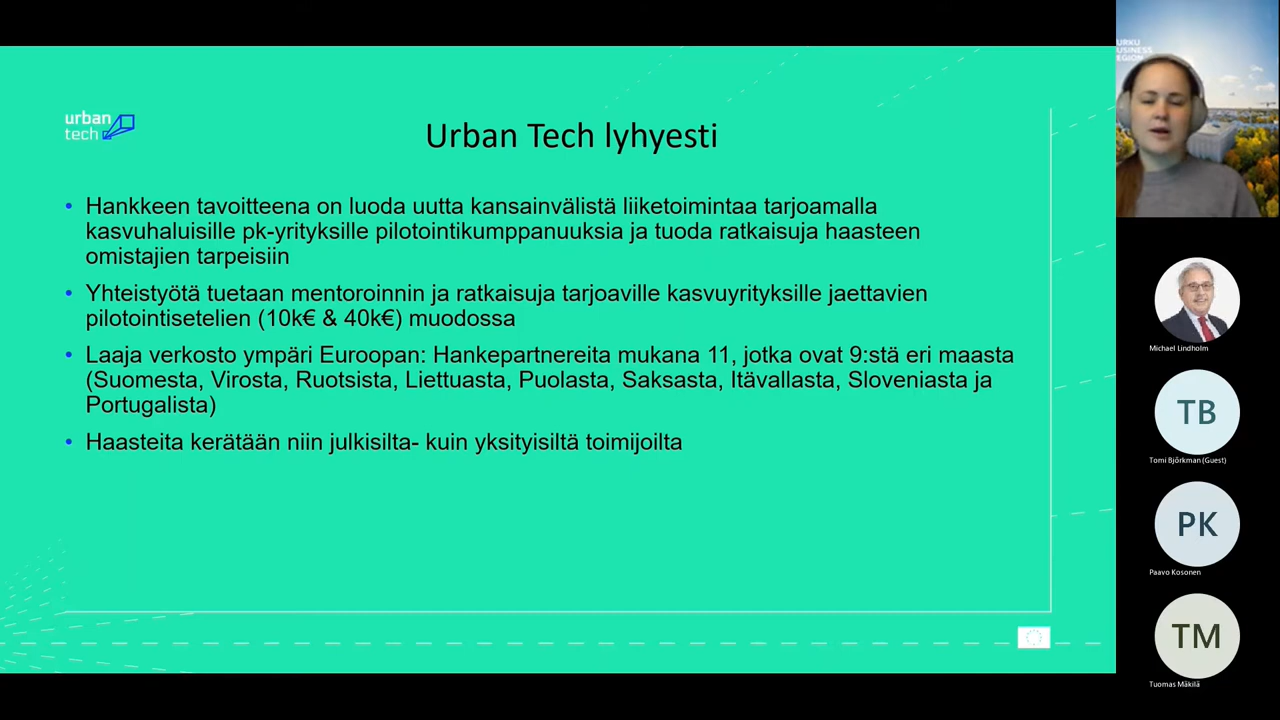 urban
tech
Urban Tech lyhyesti
• Hankkeen tavoitteena on luoda uutta kansainvälistä liiketoimintaa tarjoamalla
kasvuhaluisille pk-yrityksille pilotointikumppanuuksia ja tuoda ratkaisuja haasteen
omistajien tarpeisiin
• Yhteistyötä tuetaan mentoroinnin ja ratkaisuja tarjoaville kasvuyrityksille jaettavien
pilotointisetelien (10k€ & 40k€) muodossa
• Laaja verkosto ympäri Euroopan: Hankepartnereita mukana 11, jotka ovat 9:stä eri maasta
(Suomesta, Virosta, Ruotsista, Liettuasta, Puolasta, Saksasta, Itävallasta, Sloveniasta ja
Portugalista)
• Haasteita kerätään niin julkisilta- kuin yksityisiltä toimijoilta
URKU
USINESS
EGION
Michael Lindholm
TB
Tomi Björkman (Guest)
PK
Paavo Kosonen
TM
Tuomas Mäkilä